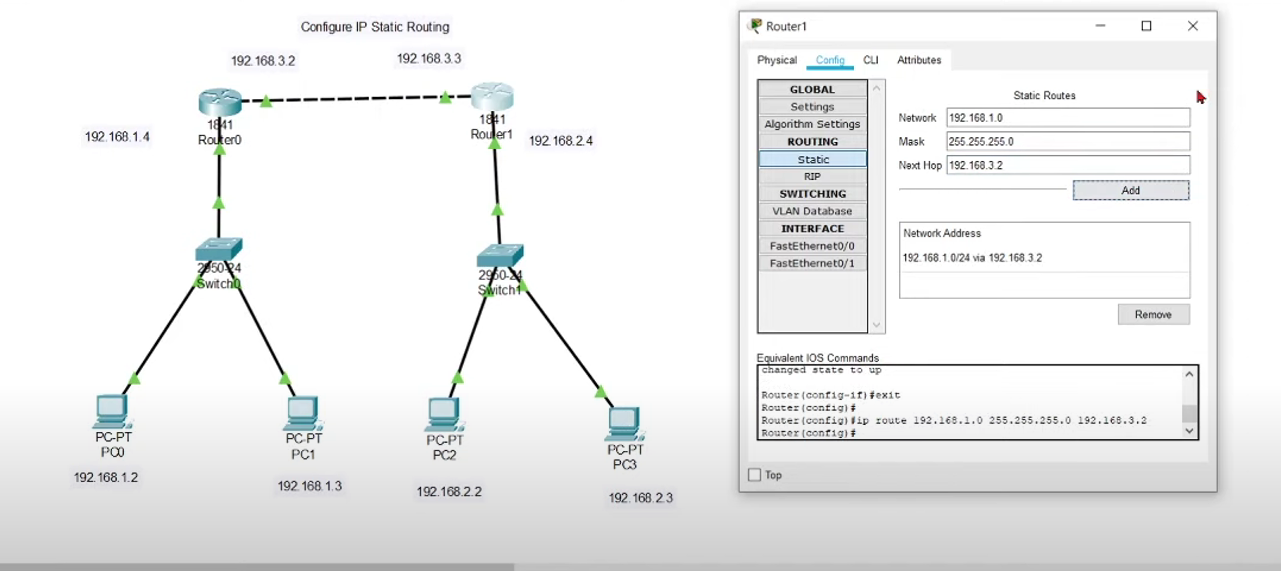 Configure IP Static Routing
192.168.3.2
192.168.3.3
192.168.1.4
1841
Router0
1841
Router1
192.168.2.4
2950-24
Switch0
2950-24
Switch1
PC-PT
PC0
192.168.1.2
PC-PT
PC1
192.168.1.3
PC-PT
PC2
192.168.2.2
PC-PT
PC3
192.168.2.3
Router1
Physical Config CLI Attributes
GLOBAL
Settings
Algorithm Settings
ROUTING
Static
RIP
SWITCHING
VLAN Database
INTERFACE
FastEthernet0/0
FastEthernet0/1
Static Routes
Network 192.168.1.0
Mask 255.255.255.0
Next Hop 192.168.3.2
Add
Network Address
192.168.1.0/24 via 192.168.3.2
Remove
Equivalent IOS Commands
changed state to up
Router(config-if)#exit
Router(config)#
Router(config)#ip route 192.168.1.0 255.255.255.0 192.168.3.2
Router(config)#
Top